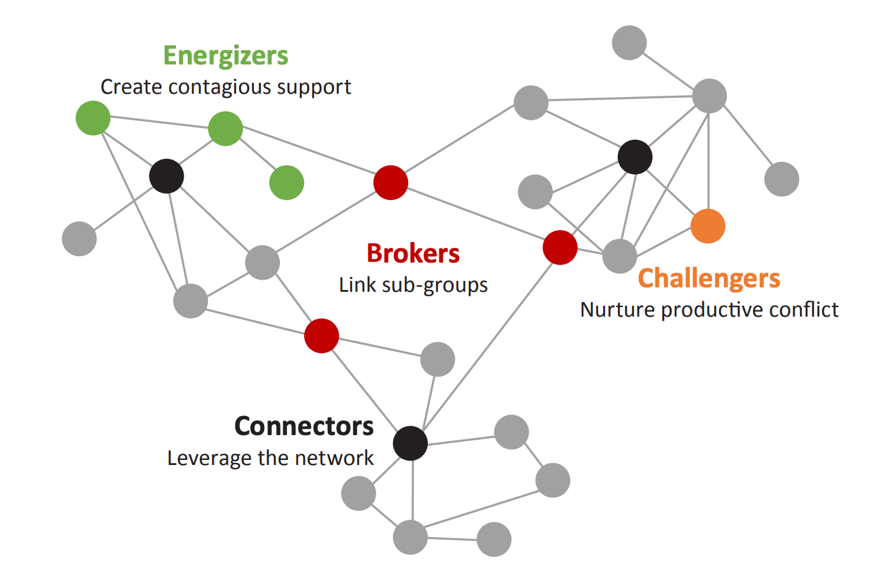 Energizers
Create contagious support
Brokers
Link sub-groups
Challengers
Nurture productive conflict
Connectors
Leverage the network